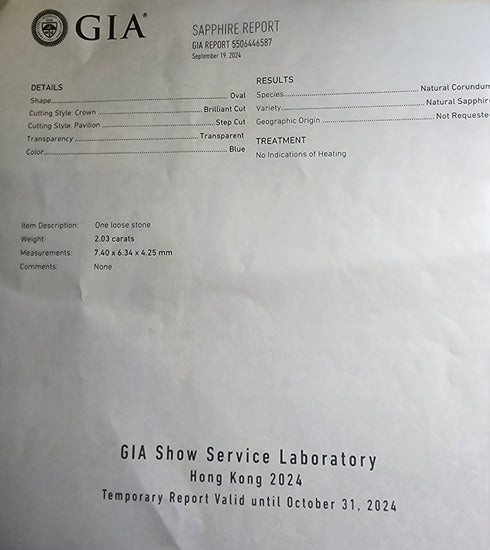 GIA®
SAPPHIRE REPORT
GIA REPORT 5506446587
September 19, 2024
DETAILS
Shape Oval
Cutting Style: Crown Brilliant Cut
Cutting Style: Pavilion Step Cut
Transparency Transparent
Color Blue
RESULTS
Species Natural Corundum
Variety Natural Sapphire
Geographic Origin Not Requeste
TREATMENT
No Indications of Heating
Item Description: One loose stone
Weight: 2.03 carats
Measurements: 7.40 x 6.34 x 4.25 mm
Comments: None
GIA Show Service Laboratory
Hong Kong 2024
Temporary Report Valid until October 31, 2024